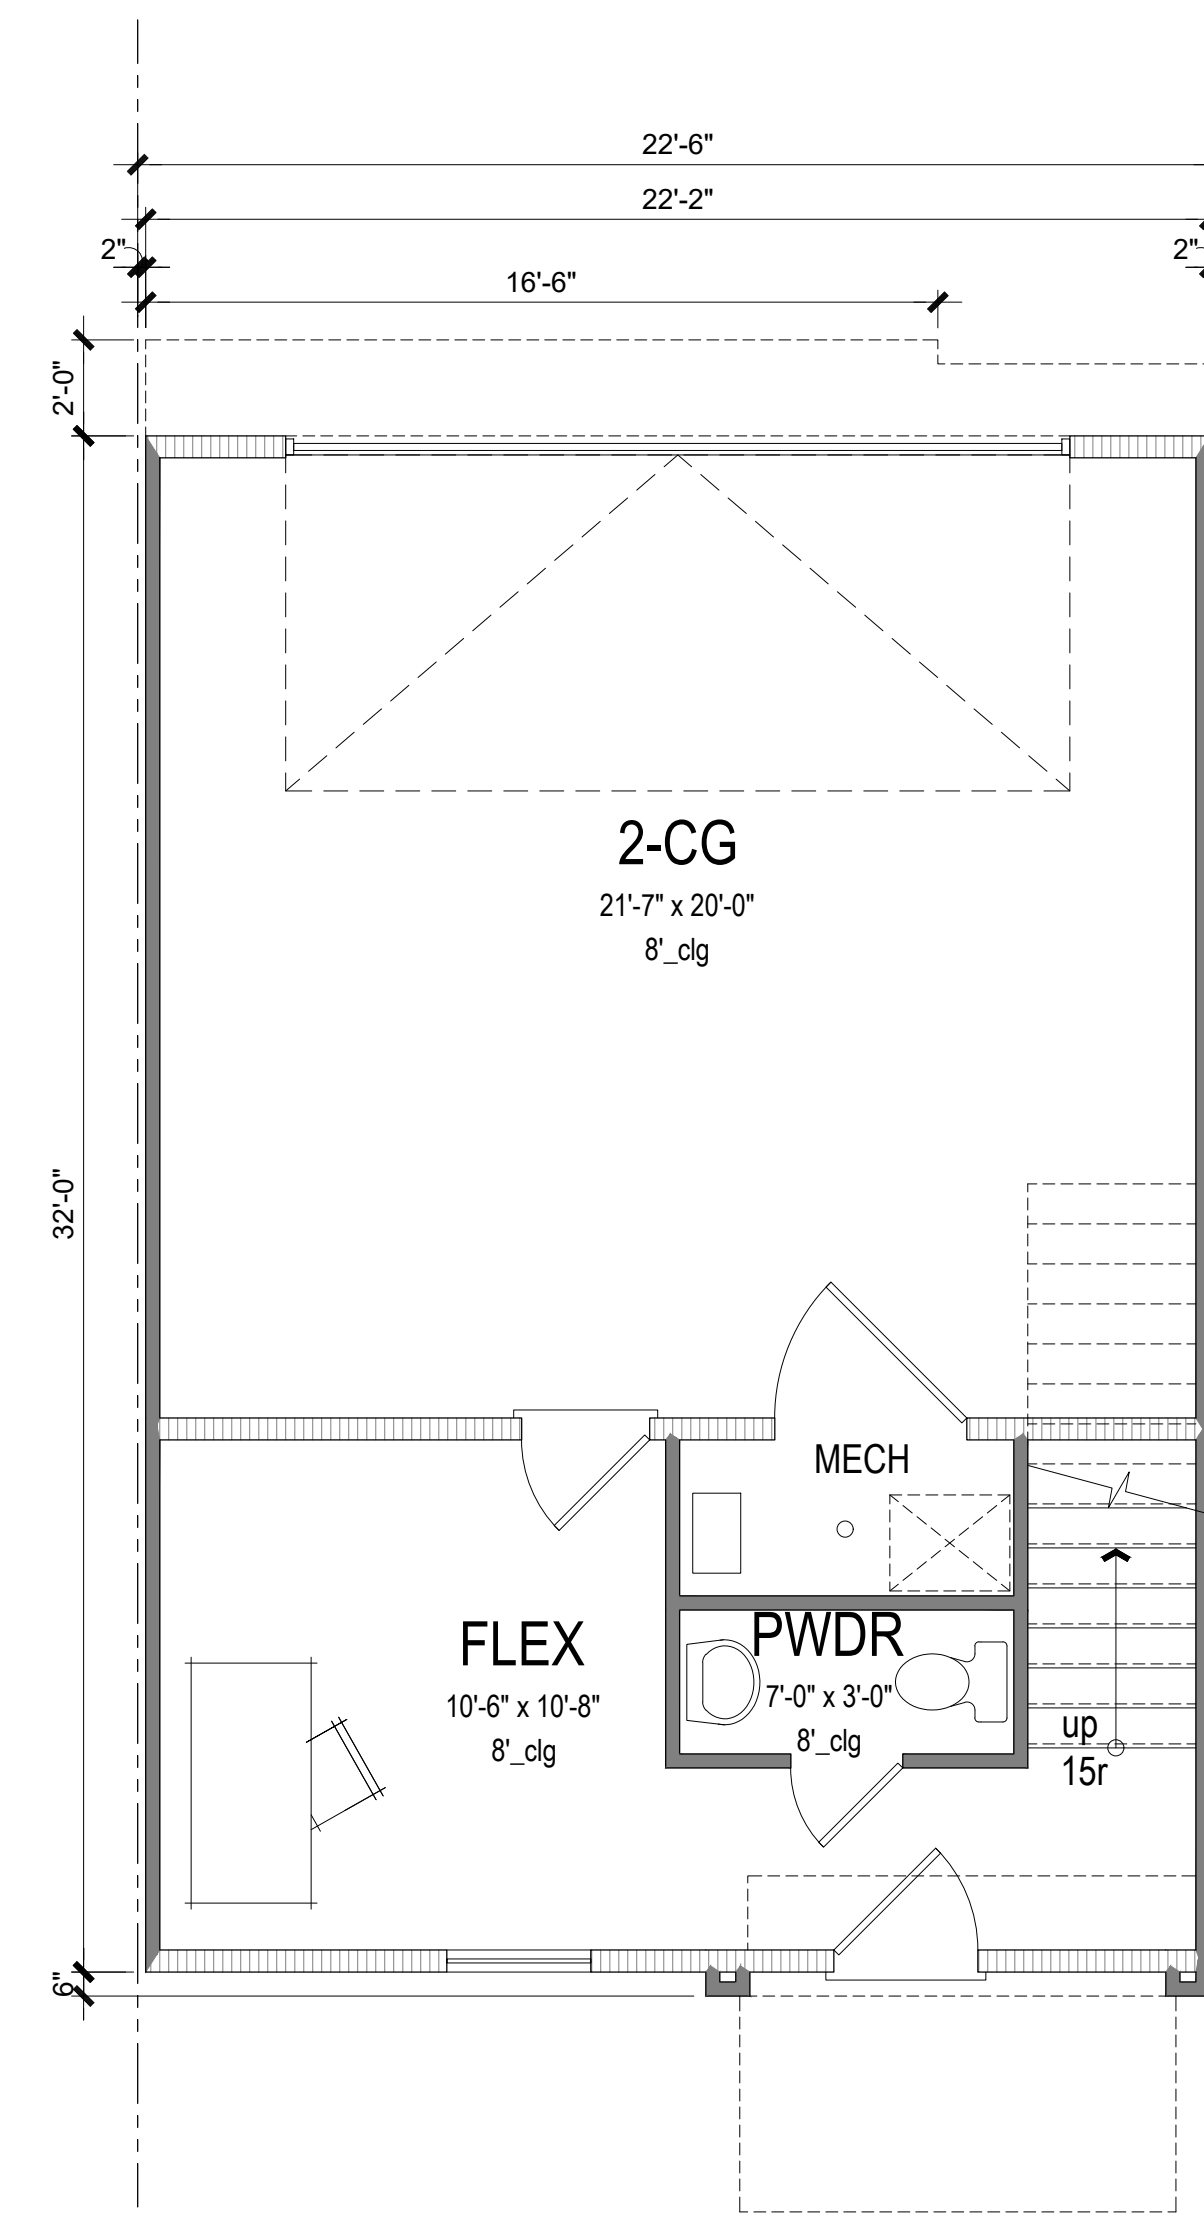 22'-6"
22'-2"
2"
2"
16'-6"
2'-0"
2-CG
21'-7" x 20'-0"
8'_clg
32'-0"
MECH
FLEX
10'-6" x 10'-8"
8'_clg
PWDR
7'-0" x 3'-0"
8'_clg
up
15r
6"